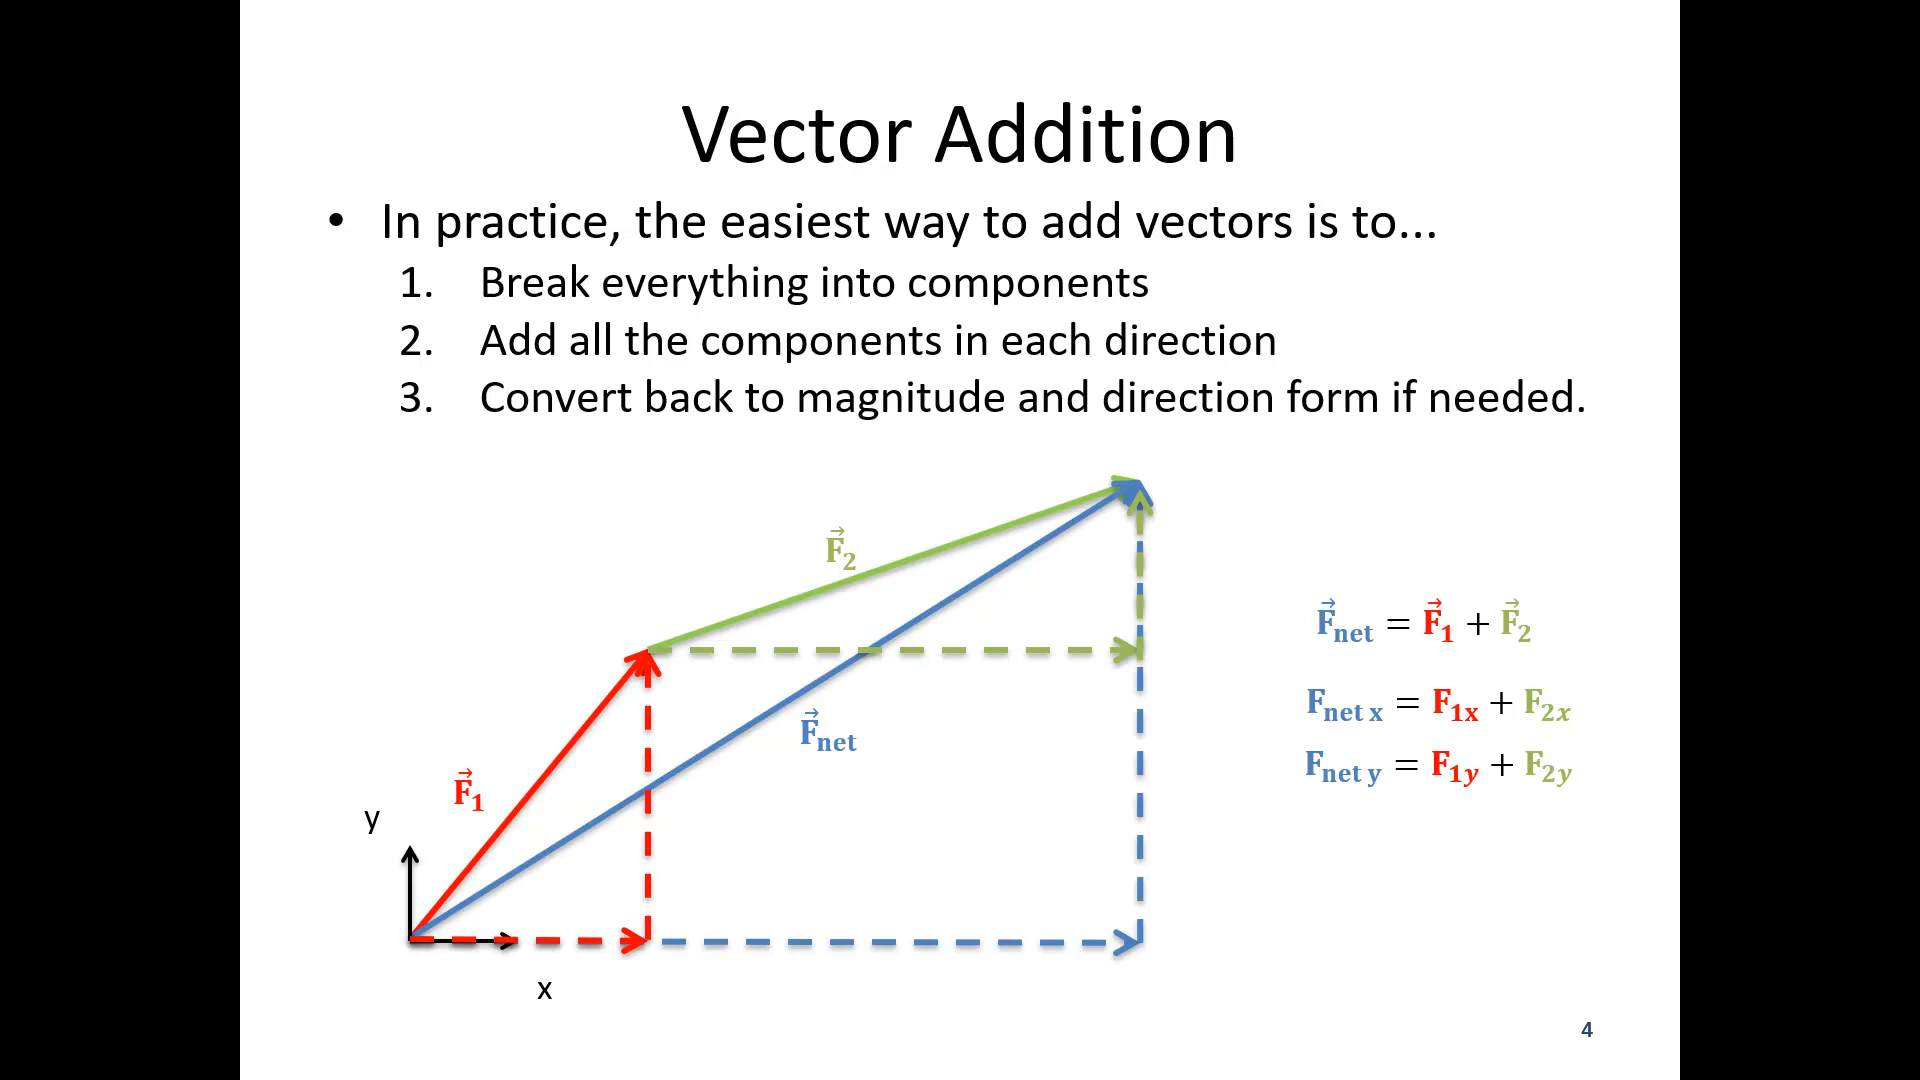 Vector Addition
• In practice, the easiest way to add vectors is to...
1. Break everything into components
2. Add all the components in each direction
3. Convert back to magnitude and direction form if needed.
F⃗₂
F⃗net = F⃗₁ + F⃗₂
F⃗net
Fnet x = F1x + F2x
Fnet y = F1y + F2y
F⃗₁
y
x
4